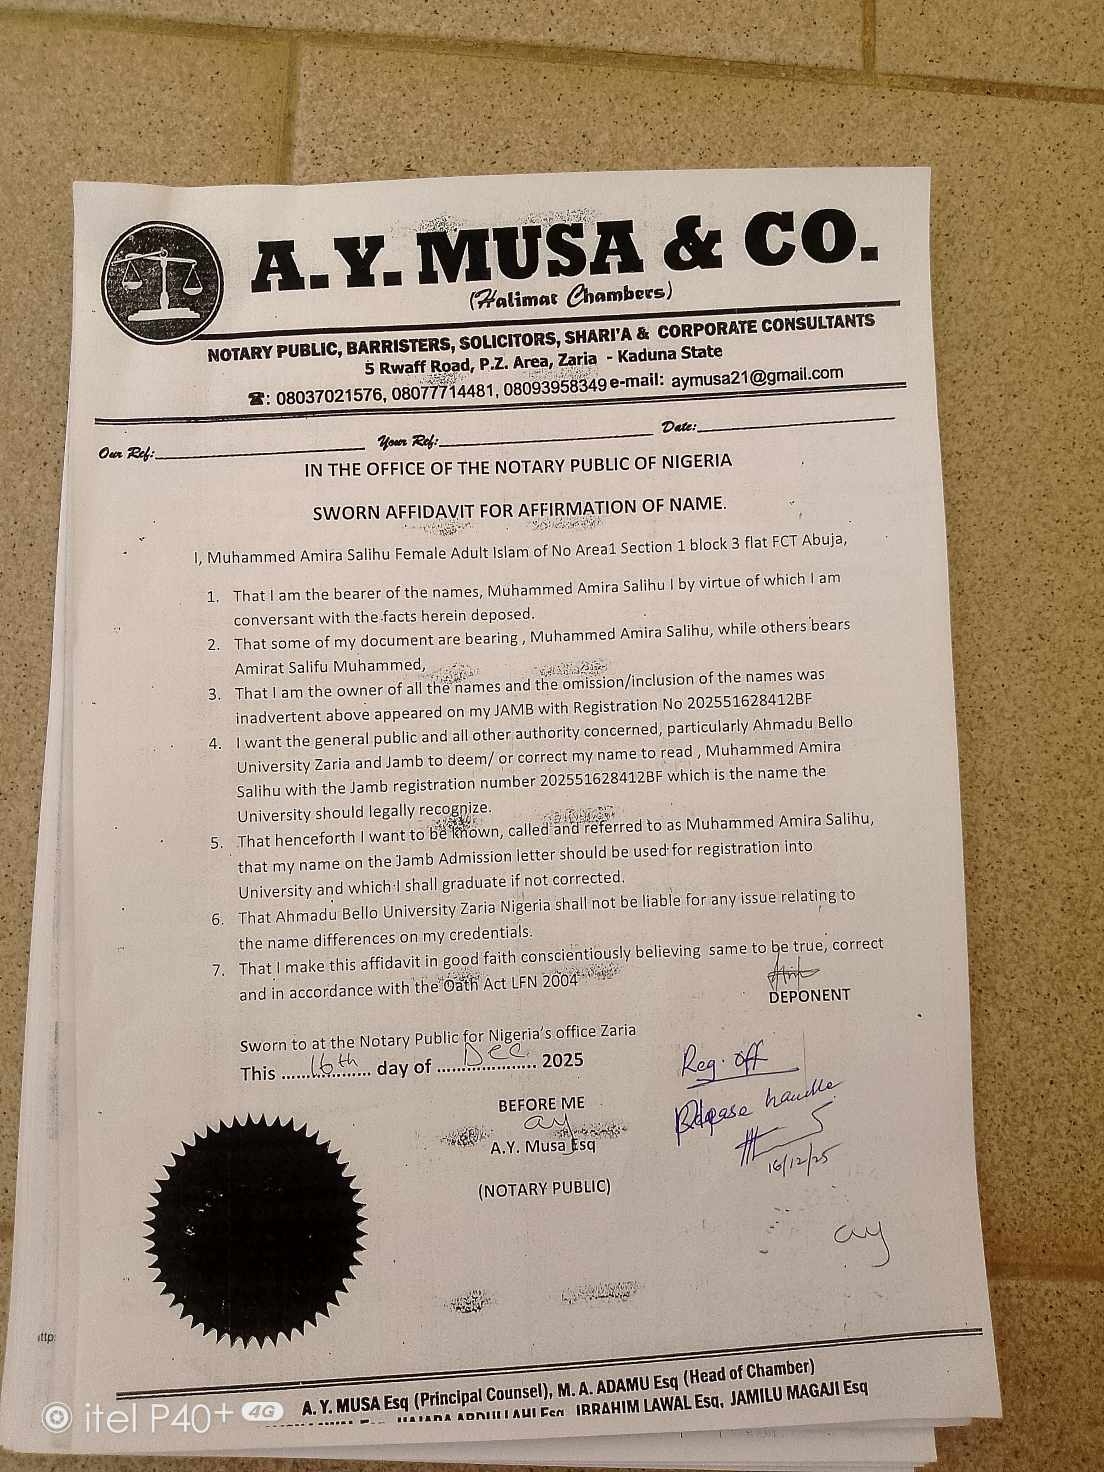 A.Y. MUSA & CO.
(Halimat Chambers)
NOTARY PUBLIC, BARRISTERS, SOLICITORS, SHARI'A & CORPORATE CONSULTANTS
5 Rwaff Road, P.Z. Area, Zaria - Kaduna State
☎: 08037021576, 08077714481, 08093958349 e-mail: aymusa21@gmail.com
Our Ref: Your Ref: Date:
IN THE OFFICE OF THE NOTARY PUBLIC OF NIGERIA
SWORN AFFIDAVIT FOR AFFIRMATION OF NAME.
I, Muhammed Amira Salihu Female Adult Islam of No Area1 Section 1 block 3 flat FCT Abuja,
1. That I am the bearer of the names, Muhammed Amira Salihu I by virtue of which I am
conversant with the facts herein deposed.
2. That some of my document are bearing , Muhammed Amira Salihu, while others bears
Amirat Salifu Muhammed,
3. That I am the owner of all the names and the omission/inclusion of the names was
inadvertent above appeared on my JAMB with Registration No 202551628412BF
4. I want the general public and all other authority concerned, particularly Ahmadu Bello
University Zaria and Jamb to deem/ or correct my name to read , Muhammed Amira
Salihu with the Jamb registration number 202551628412BF which is the name the
University should legally recognize.
5. That henceforth I want to be known, called and referred to as Muhammed Amira Salihu,
that my name on the Jamb Admission letter should be used for registration into
University and which I shall graduate if not corrected.
6. That Ahmadu Bello University Zaria Nigeria shall not be liable for any issue relating to
the name differences on my credentials.
7. That I make this affidavit in good faith conscientiously believing same to be true, correct
and in accordance with the Oath Act LFN 2004
DEPONENT
Sworn to at the Notary Public for Nigeria's office Zaria
This ...16th... day of ...Dec... 2025
Reg. off
Please handle
16/12/25
BEFORE ME
ay
A.Y. Musa Esq
(NOTARY PUBLIC)
ay
A. Y. MUSA Esq (Principal Counsel), M. A. ADAMU Esq (Head of Chamber)
HAJARA ABDULLAHI Esq, IBRAHIM LAWAL Esq, JAMILU MAGAJI Esq
itel P40+ 4G